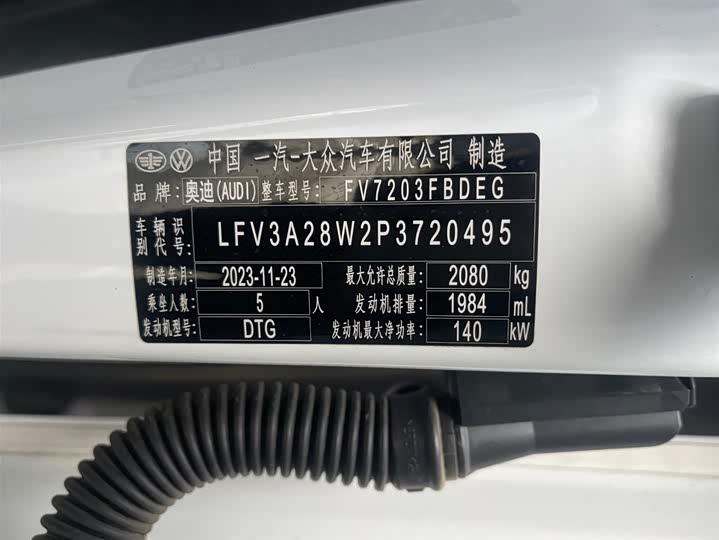 中国 一汽-大众汽车有限公司 制造
品 牌: 奥迪(AUDI) 整车型号: FV7203FBDEG
车 辆 识
别 代 号: LFV3A28W2P3720495
制造年月: 2023-11-23 最大允许总质量: 2080 kg
乘坐人数: 5 人 发动机排量: 1984 mL
发动机型号: DTG 发动机最大净功率: 140 kW